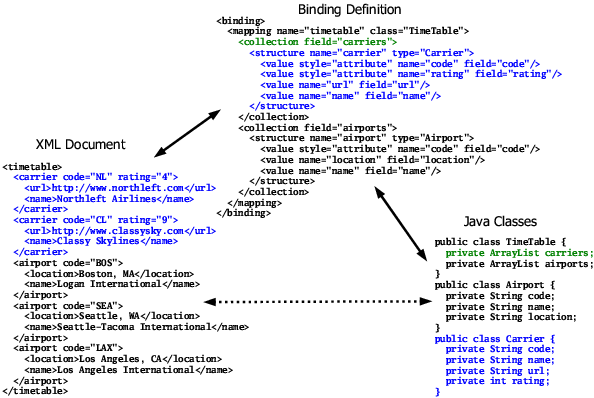 Binding Definition
<binding>
  <mapping name="timetable" class="TimeTable">
    <collection field="carriers">
      <structure name="carrier" type="Carrier">
        <value style="attribute" name="code" field="code"/>
        <value style="attribute" name="rating" field="rating"/>
        <value name="url" field="url"/>
        <value name="name" field="name"/>
      </structure>
    </collection>
    <collection field="airports">
      <structure name="airport" type="Airport">
        <value style="attribute" name="code" field="code"/>
        <value name="location" field="location"/>
        <value name="name" field="name"/>
      </structure>
    </collection>
  </mapping>
</binding>
XML Document
<timetable>
  <carrier code="NL" rating="4">
    <url>http://www.northleft.com</url>
    <name>Northleft Airlines</name>
  </carrier>
  <carrier code="CL" rating="9">
    <url>http://www.classysky.com</url>
    <name>Classy Skylines</name>
  </carrier>
  <airport code="BOS">
    <location>Boston, MA</location>
    <name>Logan International</name>
  </airport>
  <airport code="SEA">
    <location>Seattle, WA</location>
    <name>Seattle-Tacoma International</name>
  </airport>
  <airport code="LAX">
    <location>Los Angeles, CA</location>
    <name>Los Angeles International</name>
  </airport>
</timetable>
Java Classes
public class TimeTable {
  private ArrayList carriers;
  private ArrayList airports;
}
public class Airport {
  private String code;
  private String name;
  private String location;
}
public class Carrier {
  private String code;
  private String name;
  private String url;
  private int rating;
}